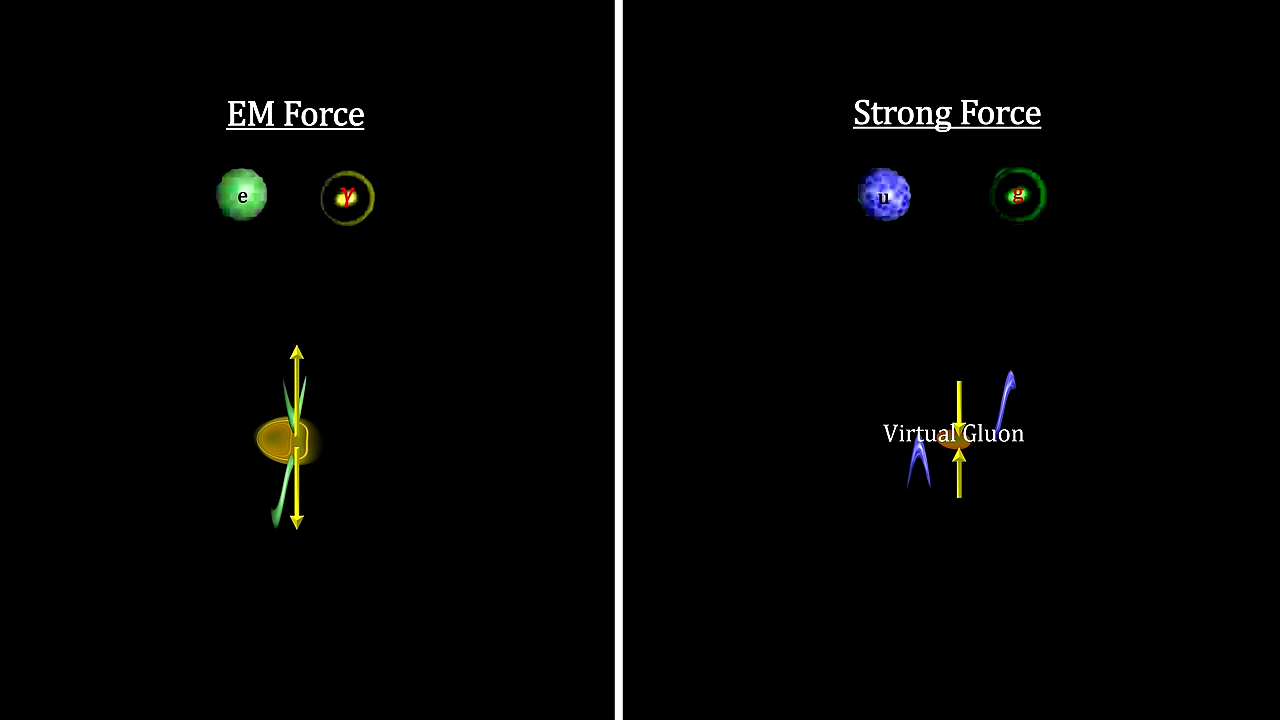 EM Force
e
γ
Strong Force
u
g
Virtual Gluon